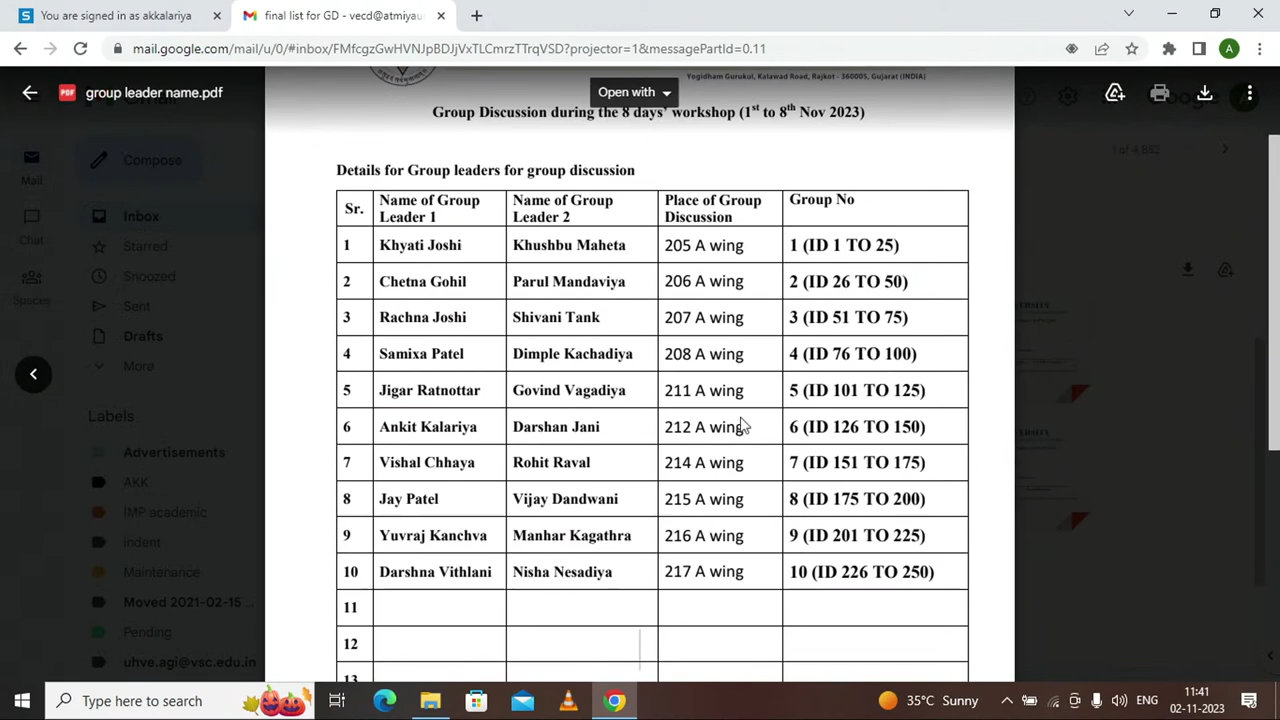 You are signed in as akkalariya
final list for GD - vecd@atmiyau
mail.google.com/mail/u/0/#inbox/FMfcgzGwHVNJpBDJjVxTLCmrzTTrqVSD?projector=1&messagePartId=0.11
A
PDF group leader name.pdf
Open with
Yogidham Gurukul, Kalawad Road, Rajkot - 360005, Gujarat (INDIA)
Group Discussion during the 8 days' workshop (1st to 8th Nov 2023)
Details for Group leaders for group discussion
Sr. Name of Group Leader 1 Name of Group Leader 2 Place of Group Discussion Group No
1 Khyati Joshi Khushbu Maheta 205 A wing 1 (ID 1 TO 25)
2 Chetna Gohil Parul Mandaviya 206 A wing 2 (ID 26 TO 50)
3 Rachna Joshi Shivani Tank 207 A wing 3 (ID 51 TO 75)
4 Samixa Patel Dimple Kachadiya 208 A wing 4 (ID 76 TO 100)
5 Jigar Ratnottar Govind Vagadiya 211 A wing 5 (ID 101 TO 125)
6 Ankit Kalariya Darshan Jani 212 A wing 6 (ID 126 TO 150)
7 Vishal Chhaya Rohit Raval 214 A wing 7 (ID 151 TO 175)
8 Jay Patel Vijay Dandwani 215 A wing 8 (ID 175 TO 200)
9 Yuvraj Kanchva Manhar Kagathra 216 A wing 9 (ID 201 TO 225)
10 Darshna Vithlani Nisha Nesadiya 217 A wing 10 (ID 226 TO 250)
11
12
13
Mail
Chat
Spaces
Compose
Inbox
Starred
Snoozed
Sent
Drafts
More
Labels
Advertisements
AKK
IMP academic
indent
Maintenance
Moved 2021-02-15 ...
Pending
uhve.agi@vsc.edu.in
Type here to search
35°C Sunny
ENG
11:41
02-11-2023